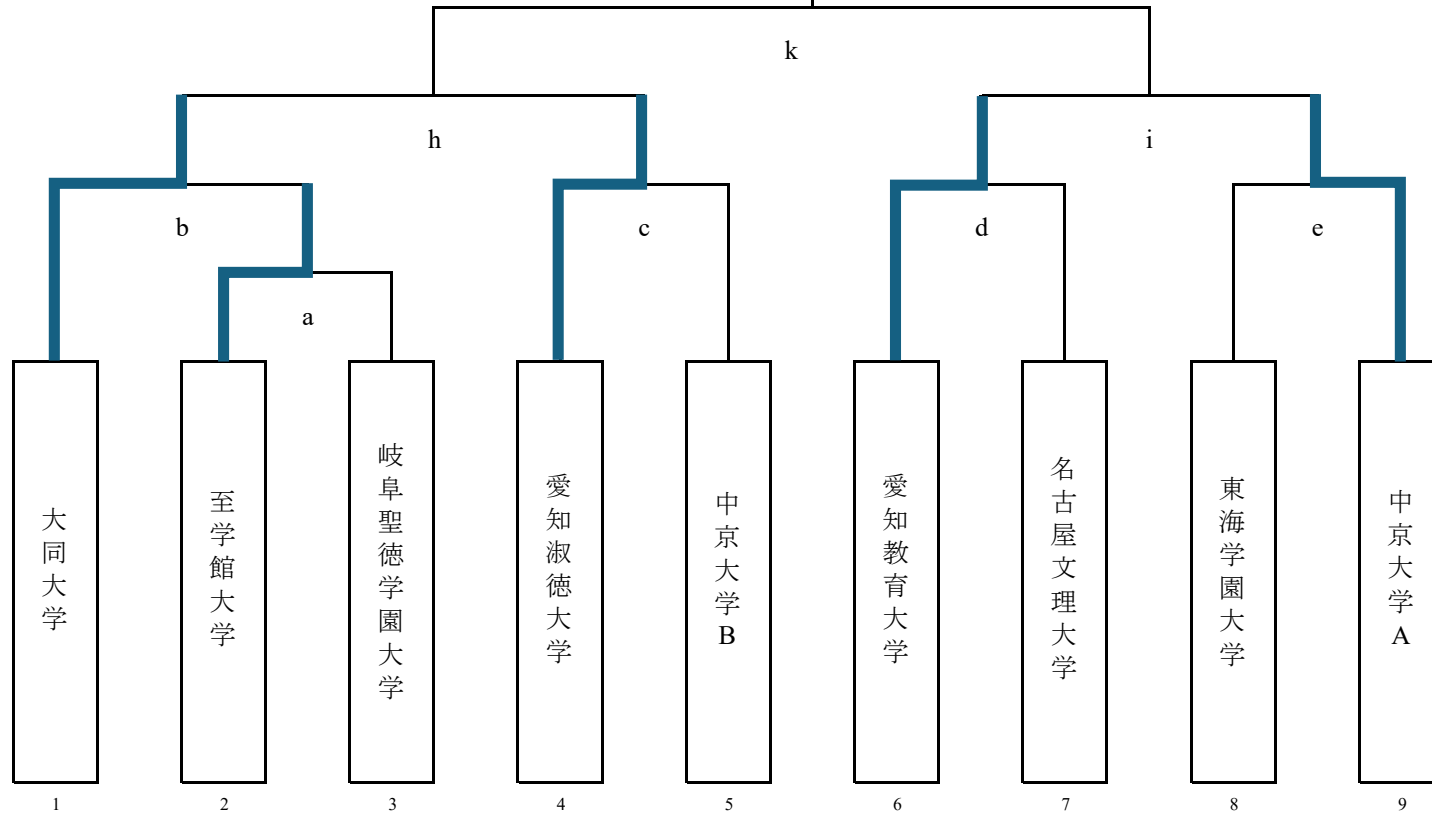 k
h
i
b
c
d
e
a
大同大学
至学館大学
岐阜聖徳学園大学
愛知淑徳大学
中京大学B
愛知教育大学
名古屋文理大学
東海学園大学
中京大学A
1
2
3
4
5
6
7
8
9